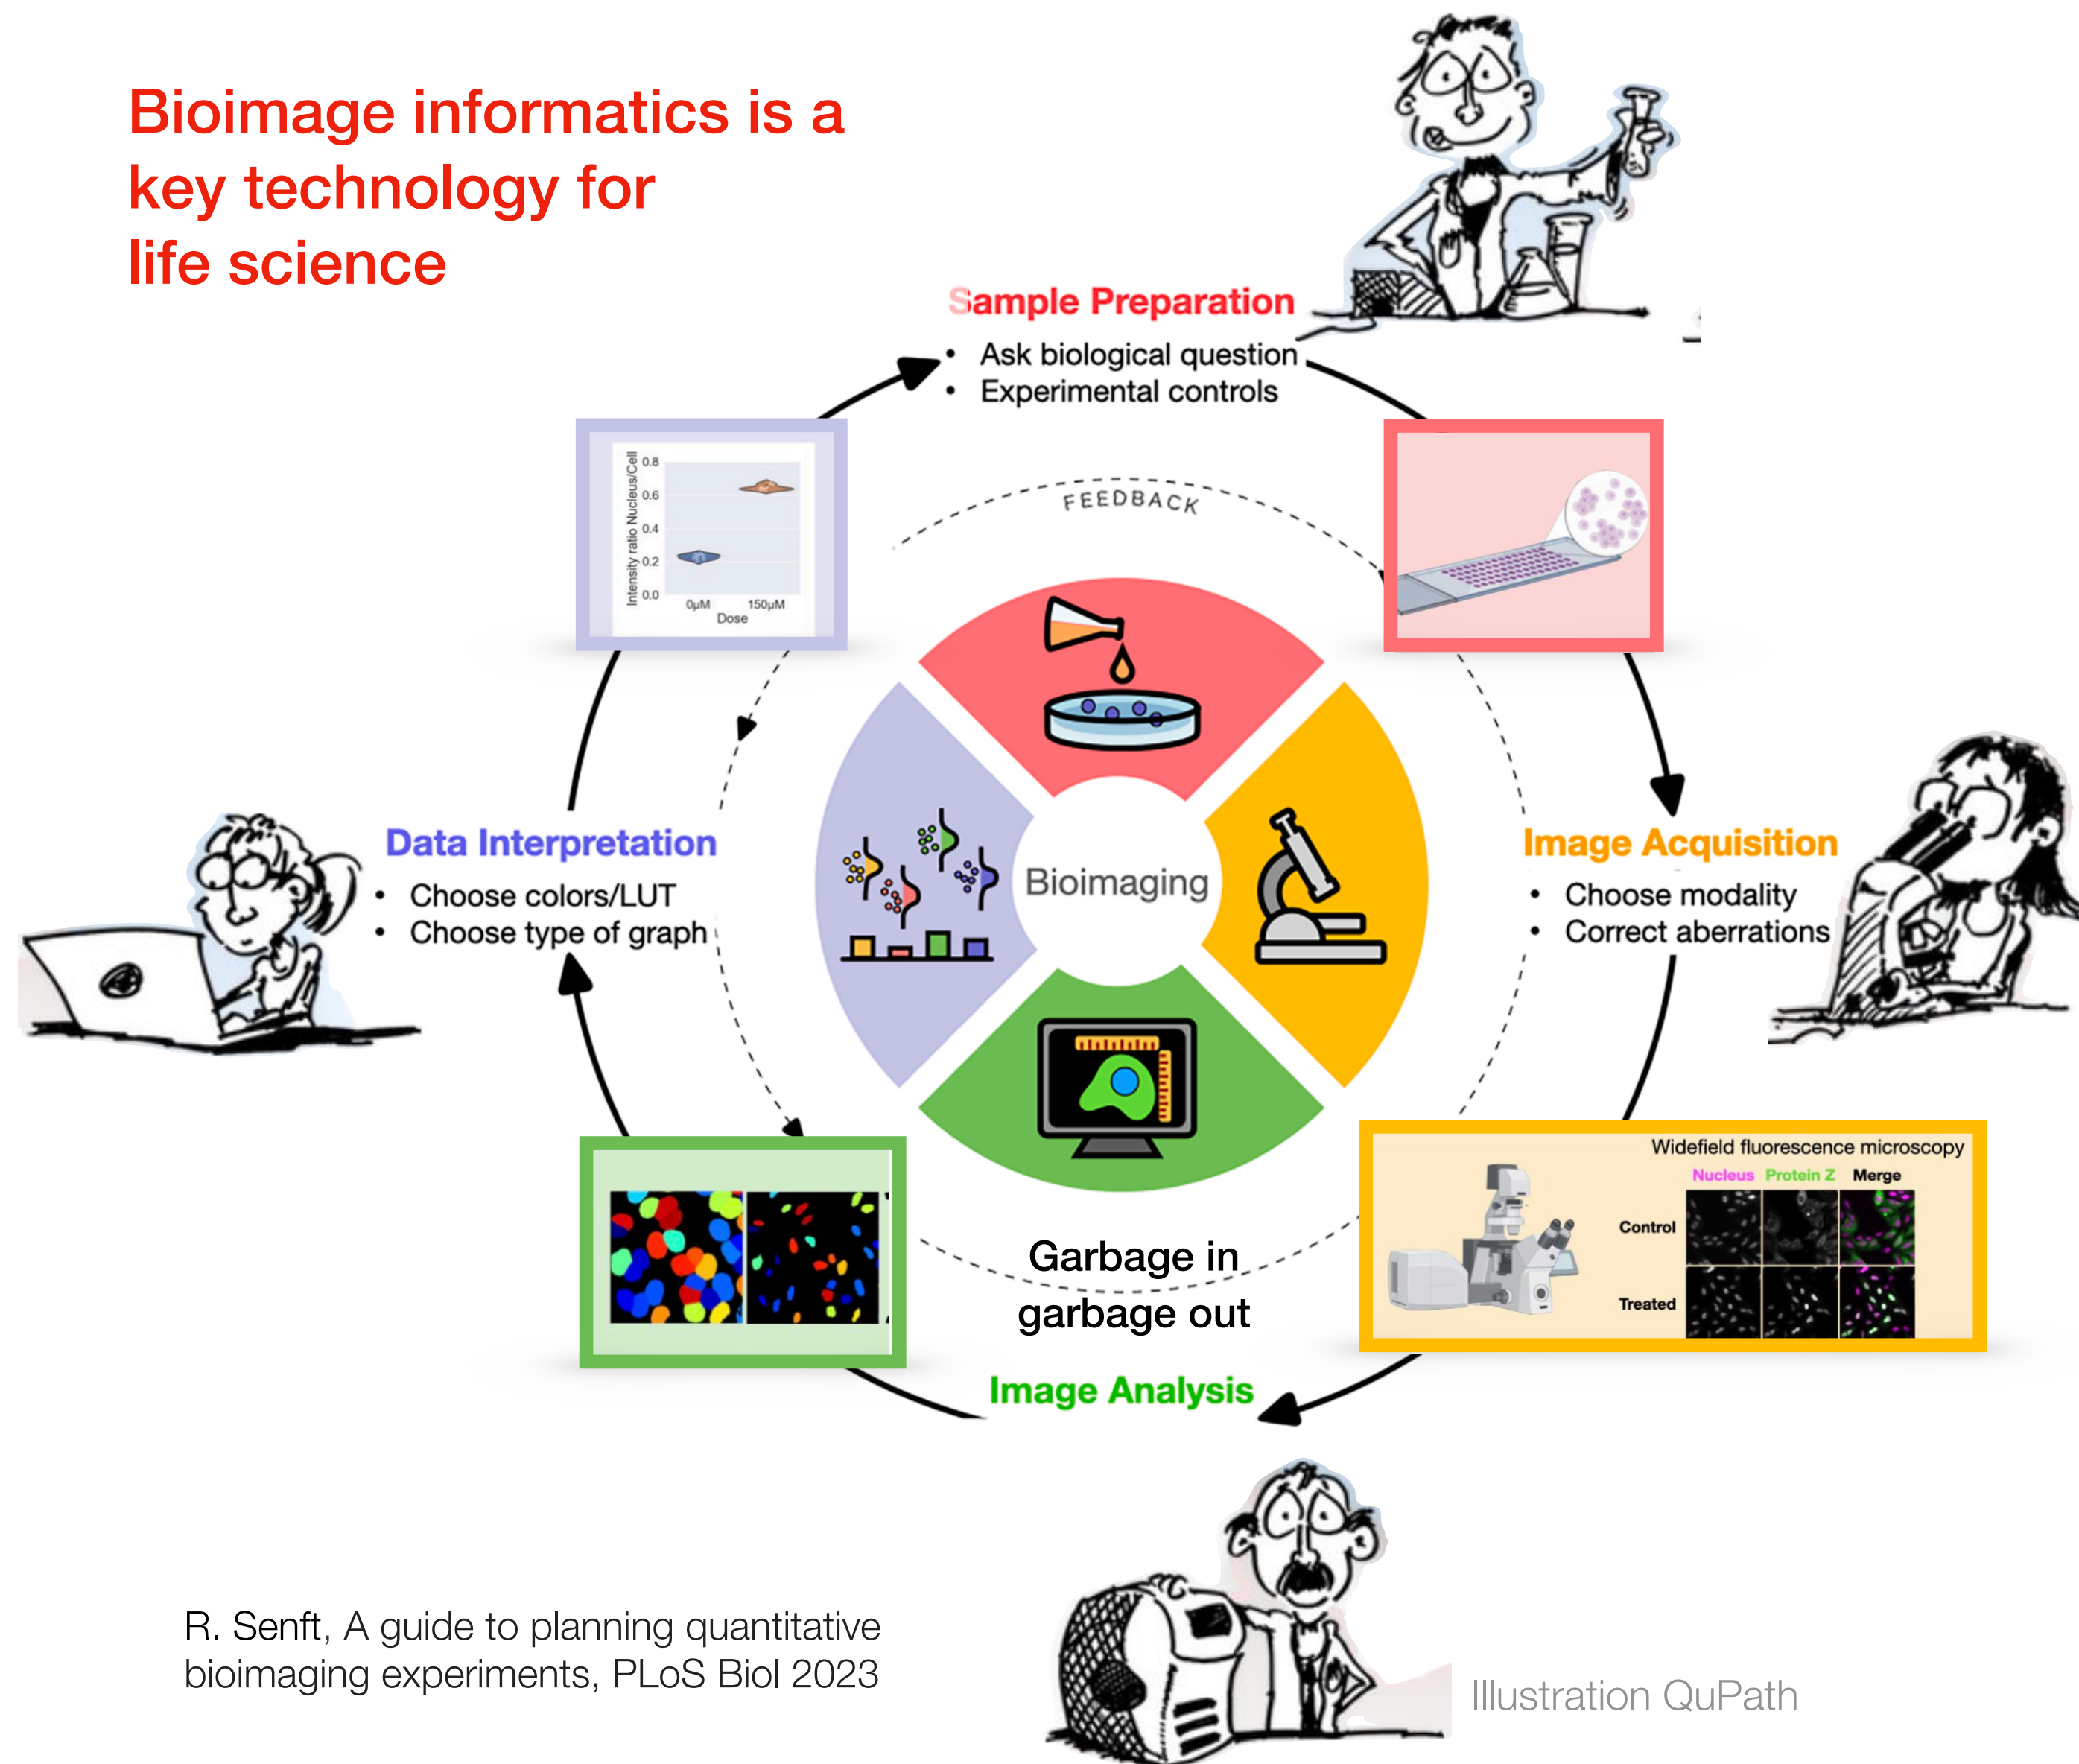 Bioimage informatics is a
key technology for
life science
Sample Preparation
• Ask biological question
• Experimental controls
Intensity ratio Nucleus/Cell
0.8
0.6
0.4
0.2
0.0
0µM 150µM
Dose
FEEDBACK
Data Interpretation
• Choose colors/LUT
• Choose type of graph
Bioimaging
Image Acquisition
• Choose modality
• Correct aberrations
Widefield fluorescence microscopy
Nucleus Protein Z Merge
Control
Treated
Garbage in
garbage out
Image Analysis
R. Senft, A guide to planning quantitative
bioimaging experiments, PLoS Biol 2023
Illustration QuPath